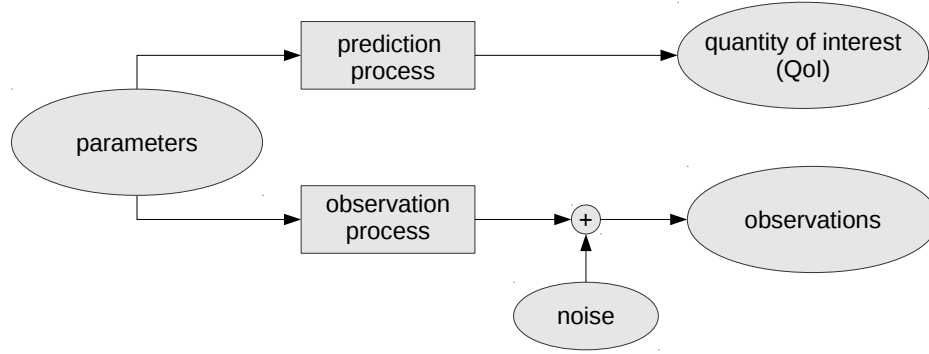 prediction
process
quantity of interest
(QoI)
parameters
observation
process
+
observations
noise